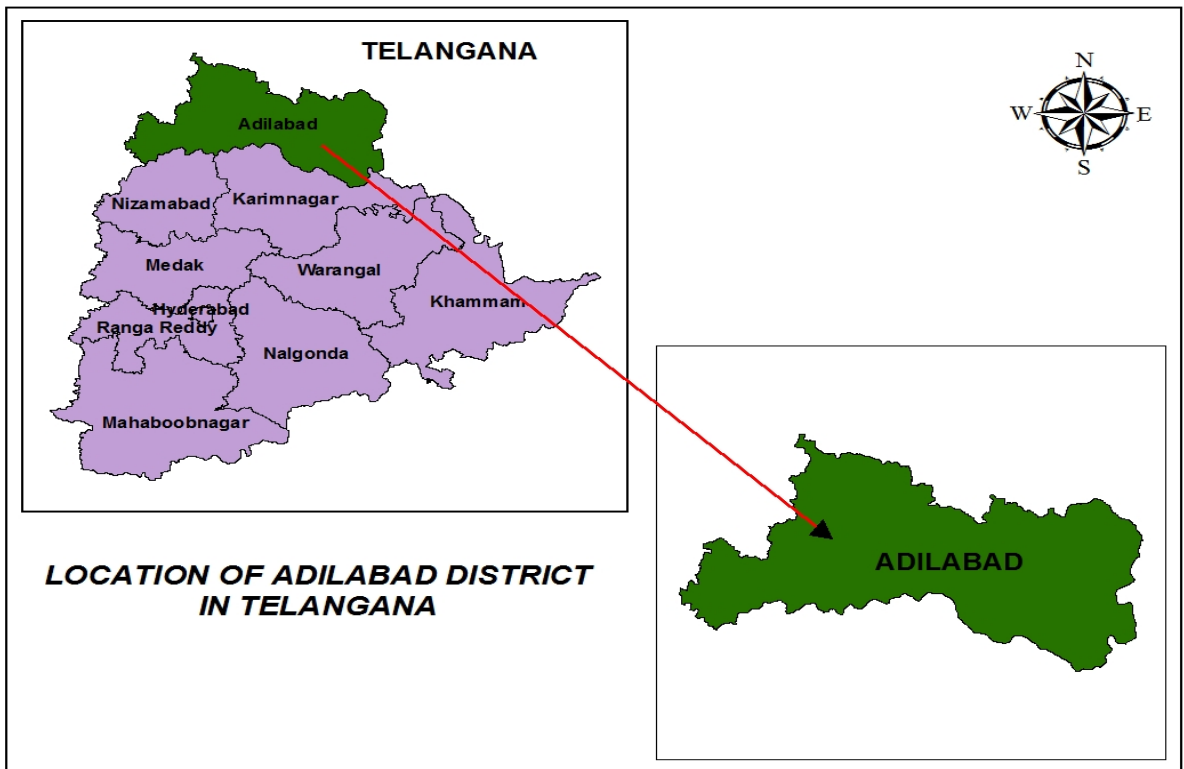 TELANGANA
N
W
E
S
Adilabad
Nizamabad
Karimnagar
Medak
Warangal
Hyderabad
Khammam
Ranga Reddy
Nalgonda
Mahaboobnagar
LOCATION OF ADILABAD DISTRICT
IN TELANGANA
ADILABAD